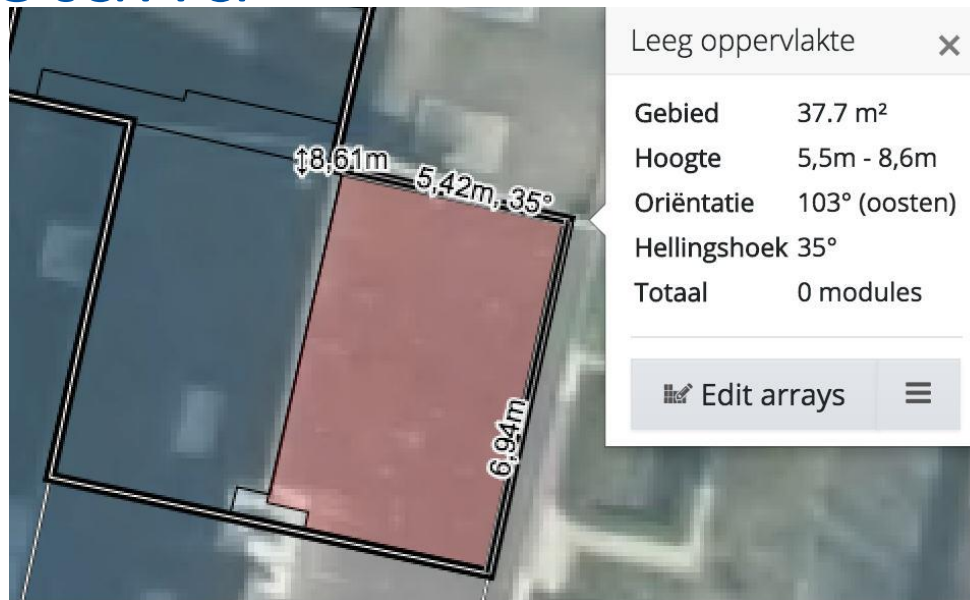 Leeg oppervlakte ×
Gebied 37.7 m²
Hoogte 5,5m - 8,6m
Oriëntatie 103° (oosten)
Hellingshoek 35°
Totaal 0 modules
Edit arrays
↕8,61m
5,42m, 35°
6,94m